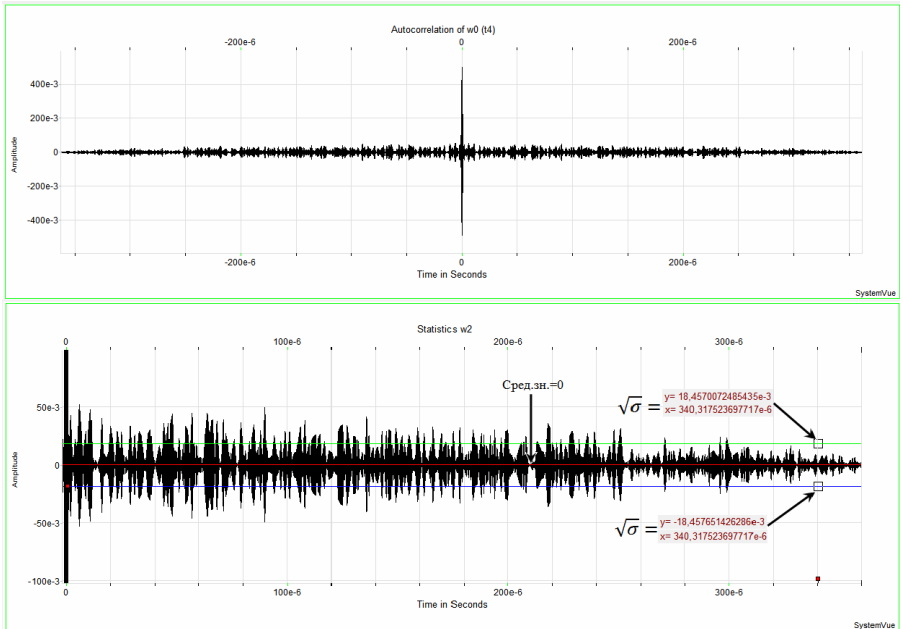 Autocorrelation of w0 (t4)
-200e-6 0 200e-6
400e-3
200e-3
0
-200e-3
-400e-3
Amplitude
-200e-6 0 200e-6
Time in Seconds
SystemVue
Statistics w2
0 100e-6 200e-6 300e-6
Сред.зн.=0
√σ = y= 18,4570072485435e-3
x= 340,317523697717e-6
50e-3
0
-50e-3
-100e-3
Amplitude
√σ = y= -18,457651426286e-3
x= 340,317523697717e-6
0 100e-6 200e-6 300e-6
Time in Seconds
SystemVue